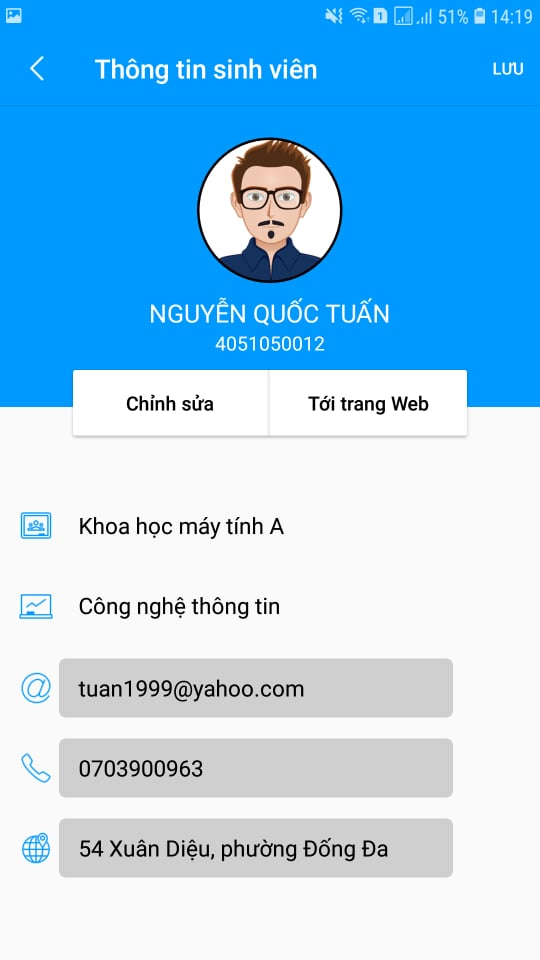 51% 14:19
Thông tin sinh viên
LƯU
NGUYỄN QUỐC TUẤN
4051050012
Chỉnh sửa
Tới trang Web
Khoa học máy tính A
Công nghệ thông tin
tuan1999@yahoo.com
0703900963
54 Xuân Diệu, phường Đống Đa